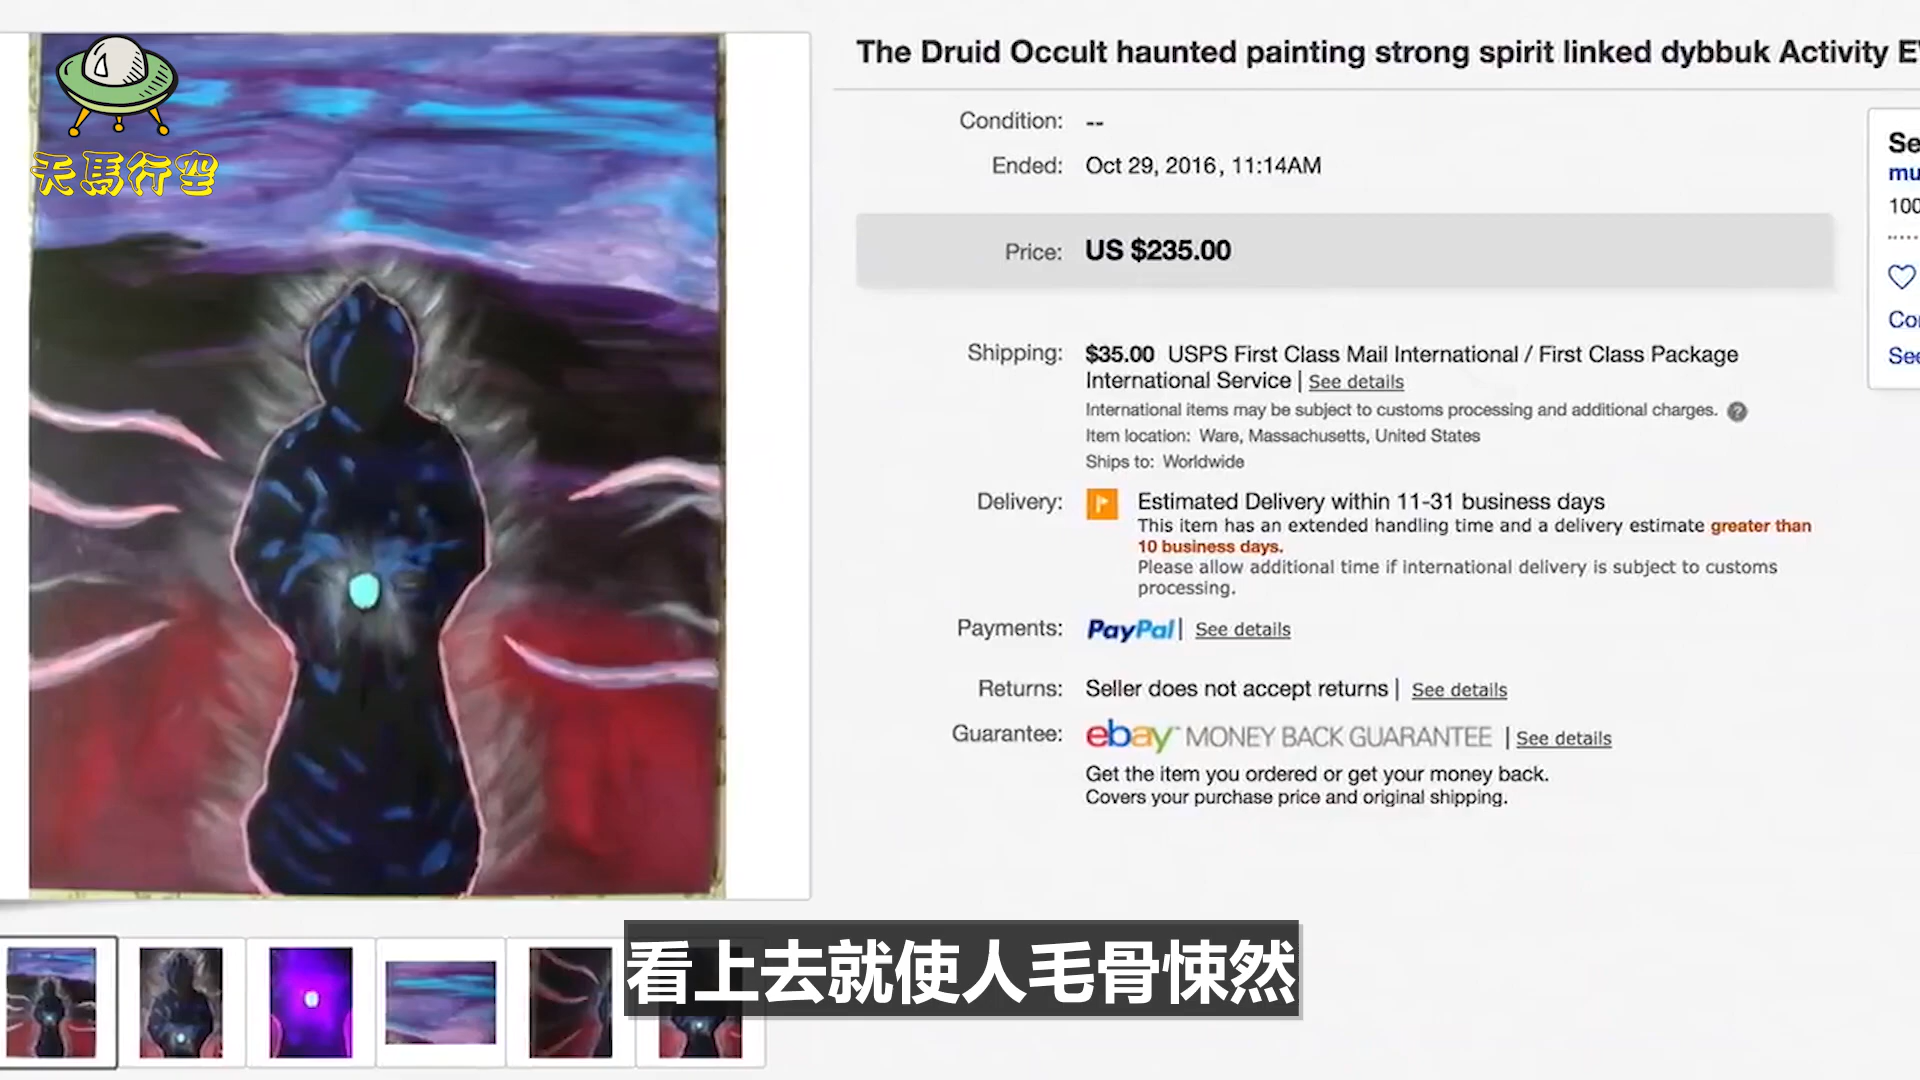 天馬行空
The Druid Occult haunted painting strong spirit linked dybbuk Activity
Condition: --
Ended: Oct 29, 2016, 11:14AM
Price: US $235.00
Shipping: $35.00 USPS First Class Mail International / First Class Package
International Service | See details
International items may be subject to customs processing and additional charges. ?
Item location: Ware, Massachusetts, United States
Ships to: Worldwide
Delivery: Estimated Delivery within 11-31 business days
This item has an extended handling time and a delivery estimate greater than
10 business days.
Please allow additional time if international delivery is subject to customs
processing.
Payments: PayPal | See details
Returns: Seller does not accept returns | See details
Guarantee: ebay MONEY BACK GUARANTEE | See details
Get the item you ordered or get your money back.
Covers your purchase price and original shipping.
100
看上去就使人毛骨悚然